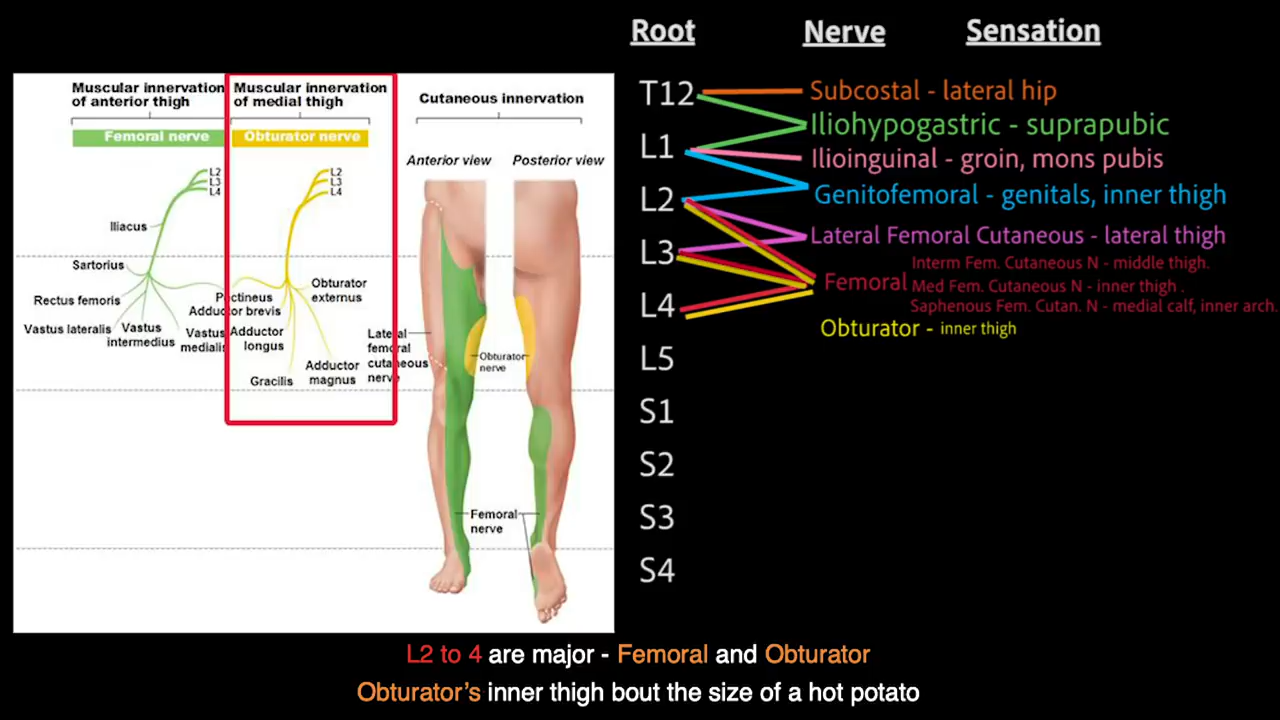 Root Nerve Sensation
Muscular innervation
of anterior thigh
Femoral nerve
L2
L3
L4
Iliacus
Sartorius
Rectus femoris
Vastus lateralis
Vastus
intermedius
Vastus
medialis
Muscular innervation
of medial thigh
Obturator nerve
L2
L3
L4
Pectineus
Adductor brevis
Obturator
externus
Adductor
longus
Adductor
magnus
Gracilis
Cutaneous innervation
Anterior view
Posterior view
Lateral
femoral
cutaneous
nerve
Obturator
nerve
Femoral
nerve
T12
L1
L2
L3
L4
L5
S1
S2
S3
S4
Subcostal - lateral hip
Iliohypogastric - suprapubic
Ilioinguinal - groin, mons pubis
Genitofemoral - genitals, inner thigh
Lateral Femoral Cutaneous - lateral thigh
Femoral
Interm Fem. Cutaneous N - middle thigh.
Med Fem. Cutaneous N - inner thigh .
Saphenous Fem. Cutan. N - medial calf, inner arch.
Obturator - inner thigh
L2 to 4 are major - Femoral and Obturator
Obturator's inner thigh bout the size of a hot potato